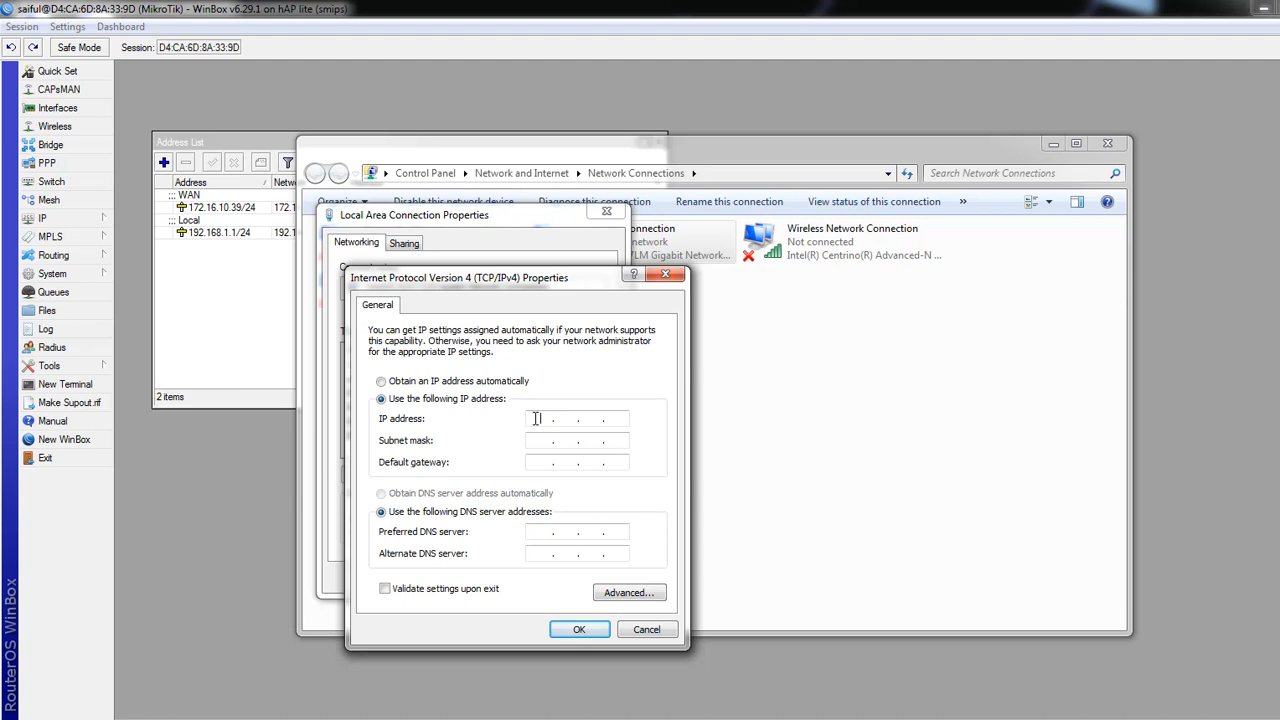 saiful@D4:CA:6D:8A:33:9D (MikroTik) - WinBox v6.29.1 on hAP lite (smips)
Session Settings Dashboard
Safe Mode Session: D4:CA:6D:8A:33:9D
Quick Set
CAPsMAN
Interfaces
Wireless
Bridge
PPP
Switch
Mesh
IP
MPLS
Routing
System
Queues
Files
Log
Radius
Tools
New Terminal
Make Supout.rif
Manual
New WinBox
Exit
RouterOS WinBox
Address List
Address
;;; WAN
172.16.10.39/24
;;; Local
192.168.1.1/24
2 items
Control Panel Network and Internet Network Connections
Search Network Connections
Organize Disable this network device Diagnose this connection Rename this connection View status of this connection »
Wireless Network Connection
Not connected
Intel(R) Centrino(R) Advanced-N ...
Local Area Connection Properties
Networking Sharing
Internet Protocol Version 4 (TCP/IPv4) Properties
General
You can get IP settings assigned automatically if your network supports
this capability. Otherwise, you need to ask your network administrator
for the appropriate IP settings.
Obtain an IP address automatically
Use the following IP address:
IP address:
Subnet mask:
Default gateway:
Obtain DNS server address automatically
Use the following DNS server addresses:
Preferred DNS server:
Alternate DNS server:
Validate settings upon exit
Advanced...
OK Cancel